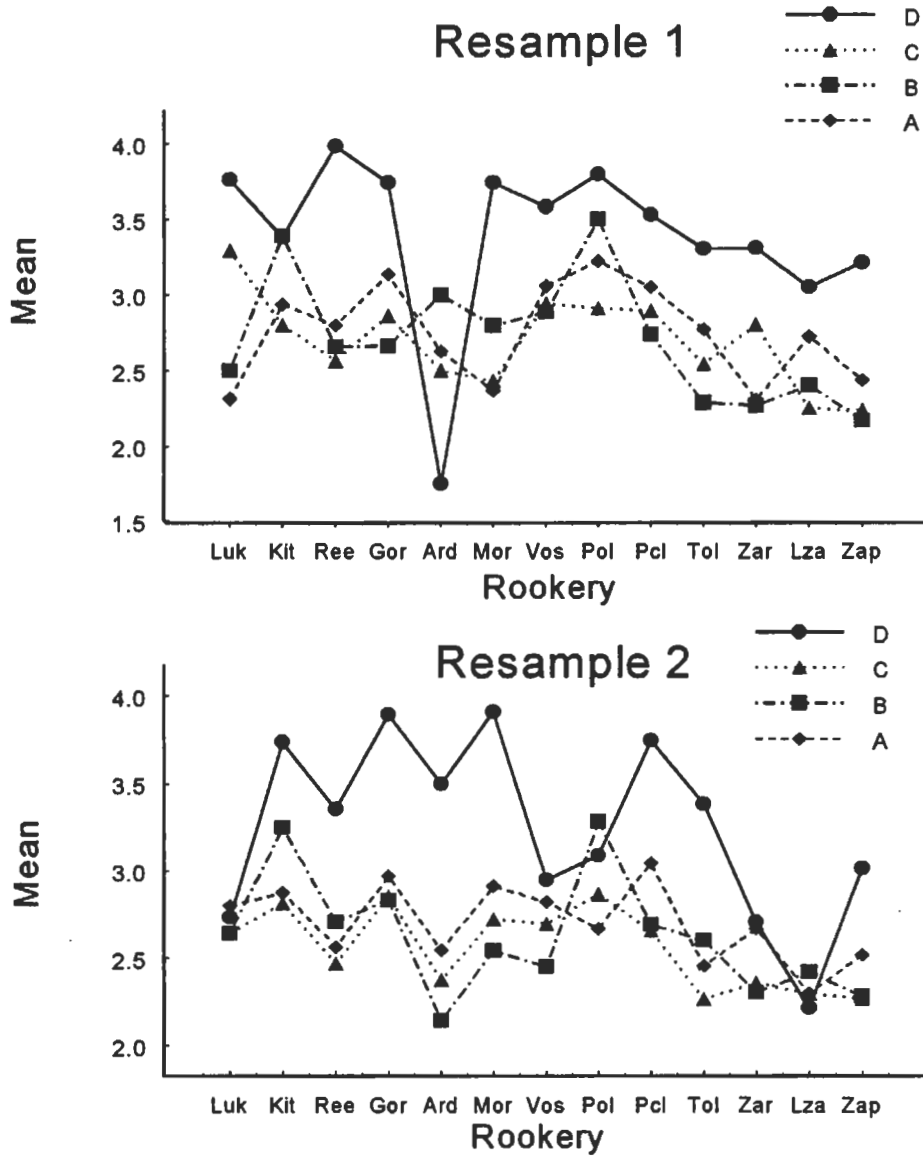 Resample 1
D
C
B
A
Mean
4.0
3.5
3.0
2.5
2.0
1.5
Luk Kit Ree Gor Ard Mor Vos Pol Pcl Tol Zar Lza Zap
Rookery
Resample 2
D
C
B
A
Mean
4.0
3.5
3.0
2.5
2.0
Luk Kit Ree Gor Ard Mor Vos Pol Pcl Tol Zar Lza Zap
Rookery